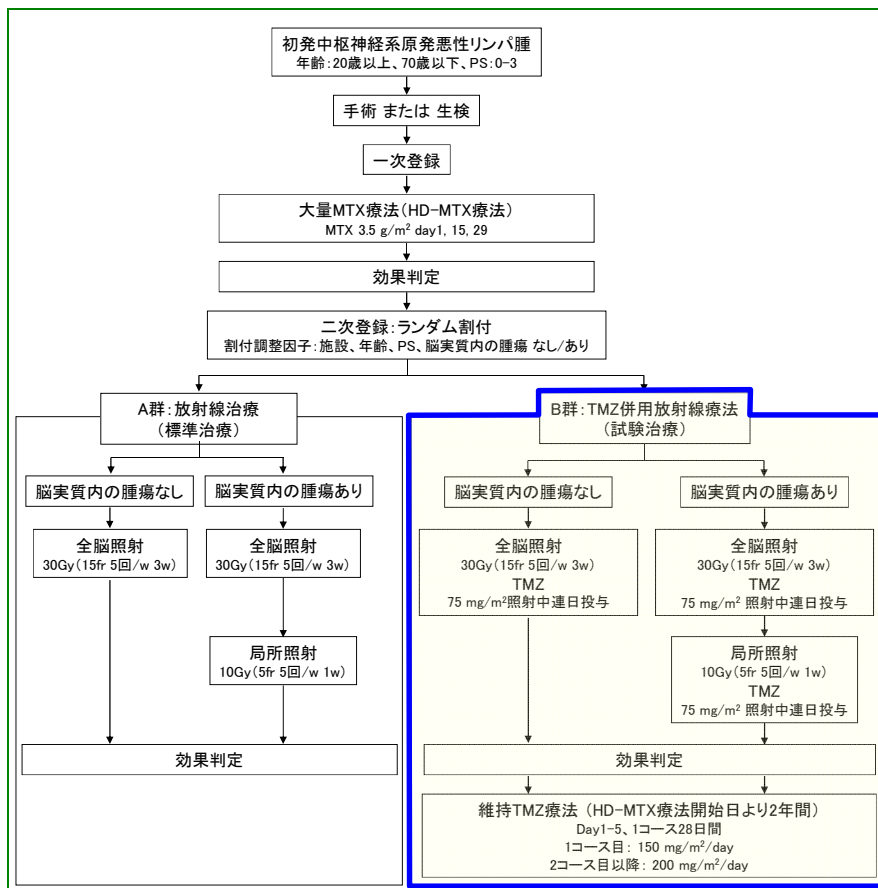 初発中枢神経系原発悪性リンパ腫
年齢:20歳以上、70歳以下、PS:0-3
手術 または 生検
一次登録
大量MTX療法(HD-MTX療法)
MTX 3.5 g/m² day1, 15, 29
効果判定
二次登録:ランダム割付
割付調整因子:施設、年齢、PS、脳実質内の腫瘍 なし/あり
A群:放射線治療
(標準治療)
脳実質内の腫瘍なし
脳実質内の腫瘍あり
全脳照射
30Gy(15fr 5回/w 3w)
全脳照射
30Gy(15fr 5回/w 3w)
局所照射
10Gy(5fr 5回/w 1w)
効果判定
B群:TMZ併用放射線療法
(試験治療)
脳実質内の腫瘍なし
脳実質内の腫瘍あり
全脳照射
30Gy(15fr 5回/w 3w)
TMZ
75 mg/m²照射中連日投与
全脳照射
30Gy(15fr 5回/w 3w)
TMZ
75 mg/m² 照射中連日投与
局所照射
10Gy(5fr 5回/w 1w)
TMZ
75 mg/m² 照射中連日投与
効果判定
維持TMZ療法 (HD-MTX療法開始日より2年間)
Day1-5、1コース28日間
1コース目: 150 mg/m²/day
2コース目以降: 200 mg/m²/day